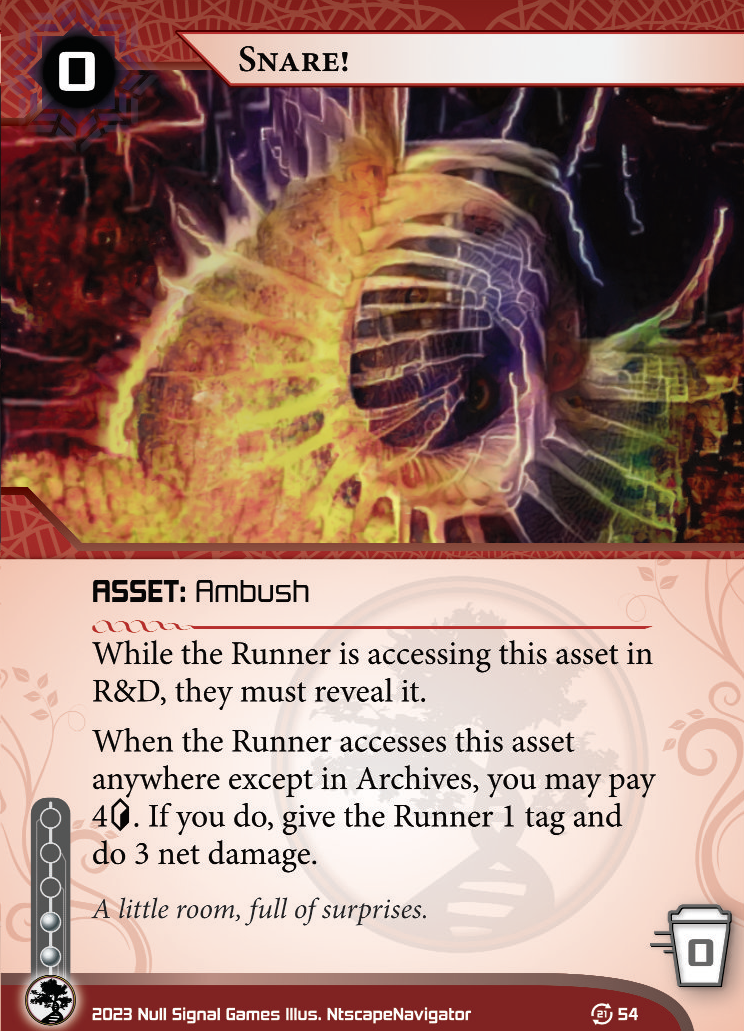 0
SNARE!
ASSET: Ambush
While the Runner is accessing this asset in
R&D, they must reveal it.
When the Runner accesses this asset
anywhere except in Archives, you may pay
4. If you do, give the Runner 1 tag and
do 3 net damage.
A little room, full of surprises.
0
2023 Null Signal Games Illus. NtscapeNavigator
21 54